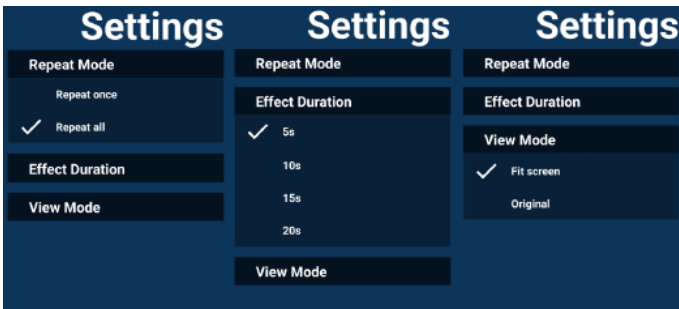 Settings
Repeat Mode
Repeat once
Repeat all
Effect Duration
View Mode
Settings
Repeat Mode
Effect Duration
5s
10s
15s
20s
View Mode
Settings
Repeat Mode
Effect Duration
View Mode
Fit screen
Original